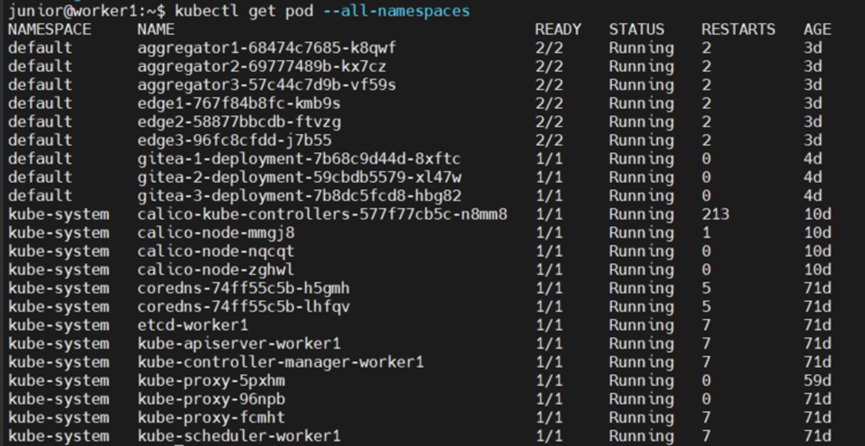 junior@worker1:~$ kubectl get pod --all-namespaces
NAMESPACE NAME READY STATUS RESTARTS AGE
default aggregator1-68474c7685-k8qwf 2/2 Running 2 3d
default aggregator2-69777489b-kx7cz 2/2 Running 2 3d
default aggregator3-57c44c7d9b-vf59s 2/2 Running 2 3d
default edge1-767f84b8fc-kmb9s 2/2 Running 2 3d
default edge2-58877bbcdb-ftvzg 2/2 Running 2 3d
default edge3-96fc8cfdd-j7b55 2/2 Running 2 3d
default gitea-1-deployment-7b68c9d44d-8xftc 1/1 Running 0 4d
default gitea-2-deployment-59cbdb5579-xl47w 1/1 Running 0 4d
default gitea-3-deployment-7b8dc5fcd8-hbg82 1/1 Running 0 4d
kube-system calico-kube-controllers-577f77cb5c-n8mm8 1/1 Running 213 10d
kube-system calico-node-mmgj8 1/1 Running 1 10d
kube-system calico-node-nqcqt 1/1 Running 0 10d
kube-system calico-node-zghwl 1/1 Running 0 10d
kube-system coredns-74ff55c5b-h5gmh 1/1 Running 5 71d
kube-system coredns-74ff55c5b-lhfqv 1/1 Running 5 71d
kube-system etcd-worker1 1/1 Running 7 71d
kube-system kube-apiserver-worker1 1/1 Running 7 71d
kube-system kube-controller-manager-worker1 1/1 Running 7 71d
kube-system kube-proxy-5pxhm 1/1 Running 0 59d
kube-system kube-proxy-96npb 1/1 Running 0 71d
kube-system kube-proxy-fcmht 1/1 Running 7 71d
kube-system kube-scheduler-worker1 1/1 Running 7 71d